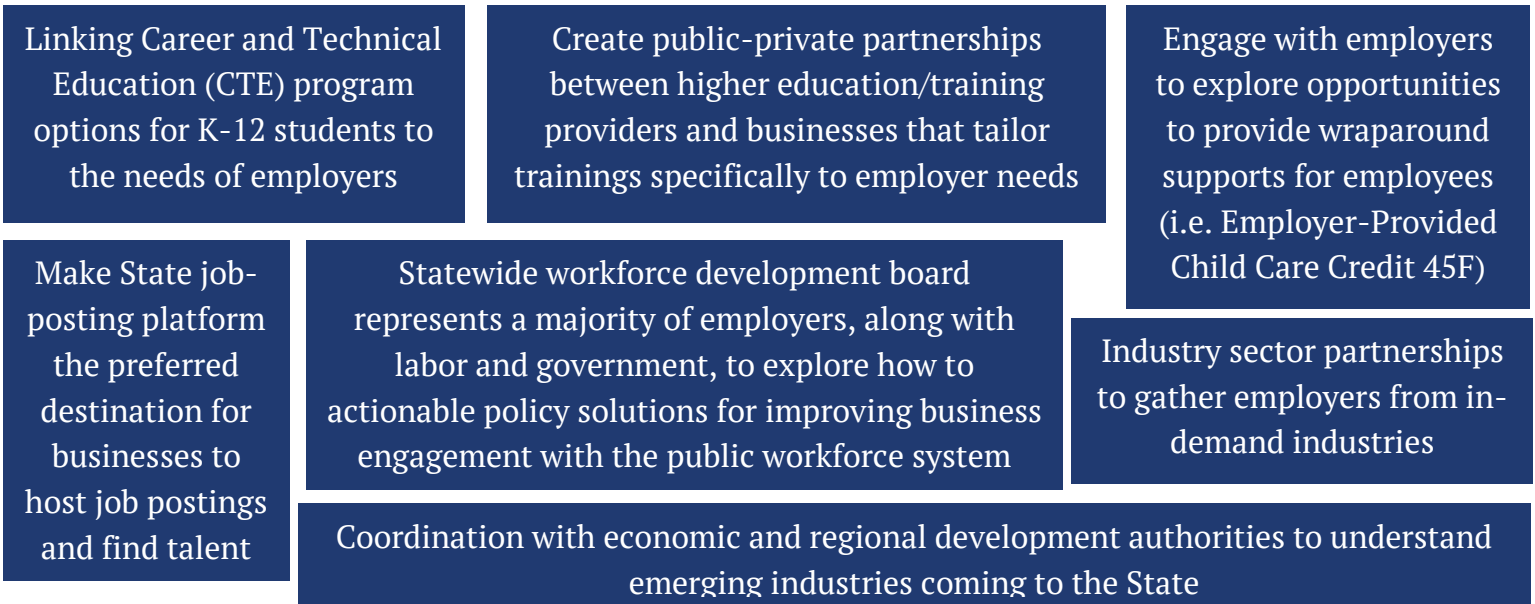 Linking Career and Technical
Education (CTE) program
options for K-12 students to
the needs of employers
Create public-private partnerships
between higher education/training
providers and businesses that tailor
trainings specifically to employer needs
Engage with employers
to explore opportunities
to provide wraparound
supports for employees
(i.e. Employer-Provided
Child Care Credit 45F)
Make State job-
posting platform
the preferred
destination for
businesses to
host job postings
and find talent
Statewide workforce development board
represents a majority of employers, along with
labor and government, to explore how to
actionable policy solutions for improving business
engagement with the public workforce system
Industry sector partnerships
to gather employers from in-
demand industries
Coordination with economic and regional development authorities to understand
emerging industries coming to the State